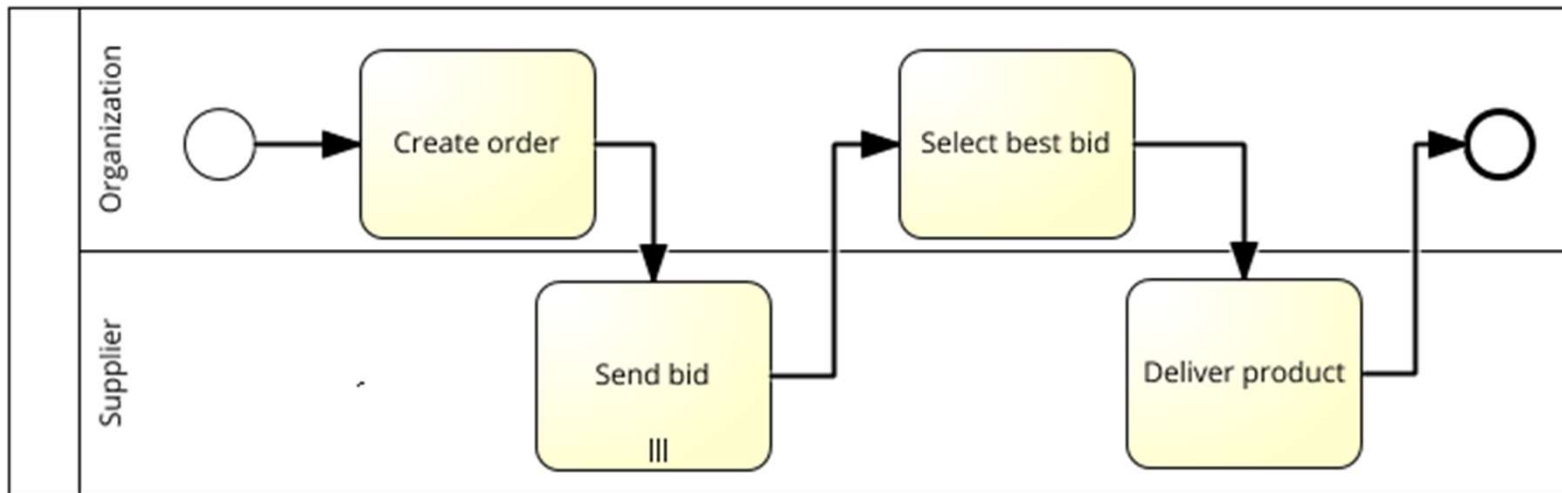 Organization
Create order
Select best bid
Supplier
Send bid
Deliver product